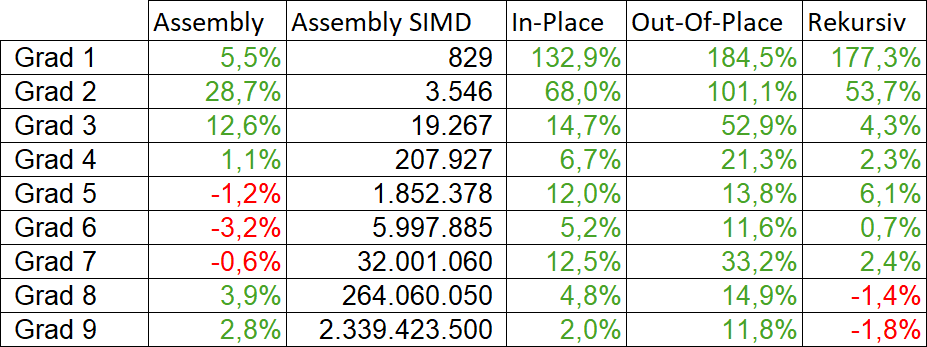 Assembly Assembly SIMD In-Place Out-Of-Place Rekursiv
Grad 1 5,5% 829 132,9% 184,5% 177,3%
Grad 2 28,7% 3.546 68,0% 101,1% 53,7%
Grad 3 12,6% 19.267 14,7% 52,9% 4,3%
Grad 4 1,1% 207.927 6,7% 21,3% 2,3%
Grad 5 -1,2% 1.852.378 12,0% 13,8% 6,1%
Grad 6 -3,2% 5.997.885 5,2% 11,6% 0,7%
Grad 7 -0,6% 32.001.060 12,5% 33,2% 2,4%
Grad 8 3,9% 264.060.050 4,8% 14,9% -1,4%
Grad 9 2,8% 2.339.423.500 2,0% 11,8% -1,8%